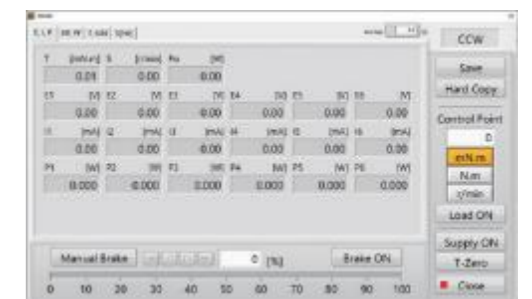 CCW
T [mN.m] S [r/min] Po [W]
0.01 0.00 0.00
E1 [V] E2 [V] E3 [V] E4 [V] E5 [V] E6 [V]
0.00 0.00 0.00 0.00 0.00 0.00
I1 [mA] I2 [mA] I3 [mA] I4 [mA] I5 [mA] I6 [mA]
0.00 0.00 0.00 0.00 0.00 0.00
P1 [W] P2 [W] P3 [W] P4 [W] P5 [W] P6 [W]
0.000 0.000 0.000 0.000 0.000 0.000
Save
Hard Copy
Control Point
0
mN.m
N.m
r/min
Load ON
Supply ON
T-Zero
Close
Manual Brake 0 [%] Brake ON
0 10 20 30 40 50 60 70 80 90 100